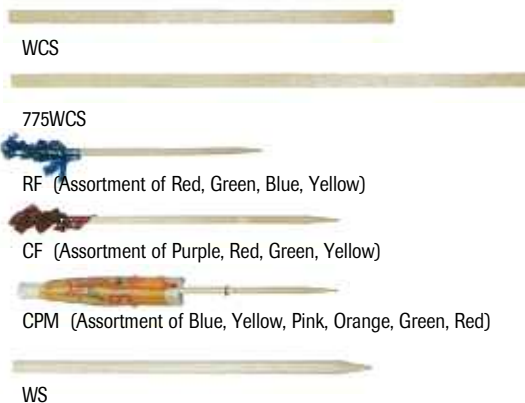 WCS
775WCS
RF (Assortment of Red, Green, Blue, Yellow)
CF (Assortment of Purple, Red, Green, Yellow)
CPM (Assortment of Blue, Yellow, Pink, Orange, Green, Red)
WS